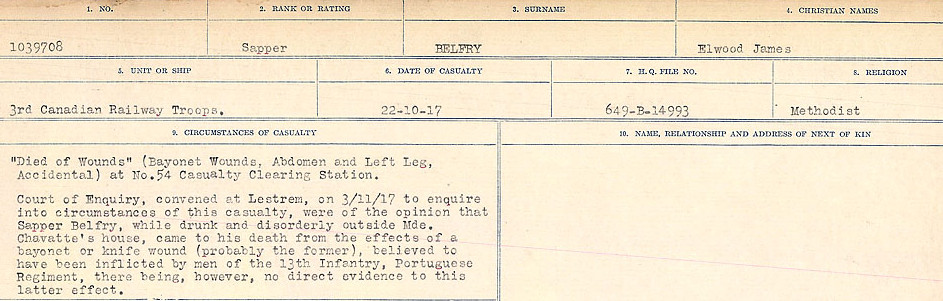 1. NO. 2. RANK OR RATING 3. SURNAME 4. CHRISTIAN NAMES
1039708 Sapper BELFRY Elwood James
5. UNIT OR SHIP 6. DATE OF CASUALTY 7. H.Q. FILE NO. 8. RELIGION
3rd Canadian Railway Troops. 22-10-17 649-B-14993 Methodist
9. CIRCUMSTANCES OF CASUALTY 10. NAME, RELATIONSHIP AND ADDRESS OF NEXT OF KIN
"Died of Wounds" (Bayonet Wounds, Abdomen and Left Leg,
Accidental) at No.54 Casualty Clearing Station.
Court of Enquiry, convened at Lestrem, on 3/11/17 to enquire
into circumstances of this casualty, were of the opinion that
Sapper Belfry, while drunk and disorderly outside Mde.
Chavatte's house, came to his death from the effects of a
bayonet or knife wound (probably the former), believed to
have been inflicted by men of the 13th Infantry, Portuguese
Regiment, there being, however, no direct evidence to this
latter effect.